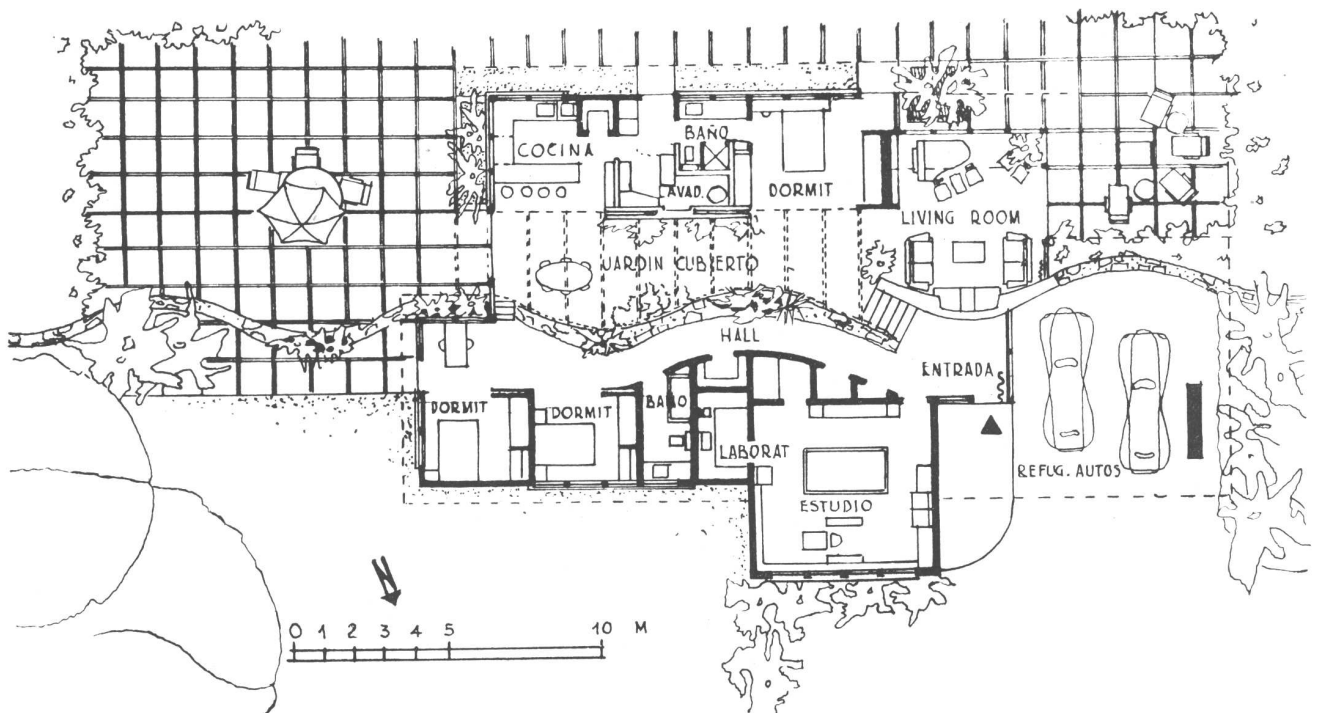 BAÑO
COCINA
AVAD.
DORMIT
LIVING ROOM
JARDIN CUBIERTO
HALL
ENTRADA
DORMIT
DORMIT
BAÑO
LABORAT
REFUG. AUTOS
ESTUDIO
N
0 1 2 3 4 5 10 M